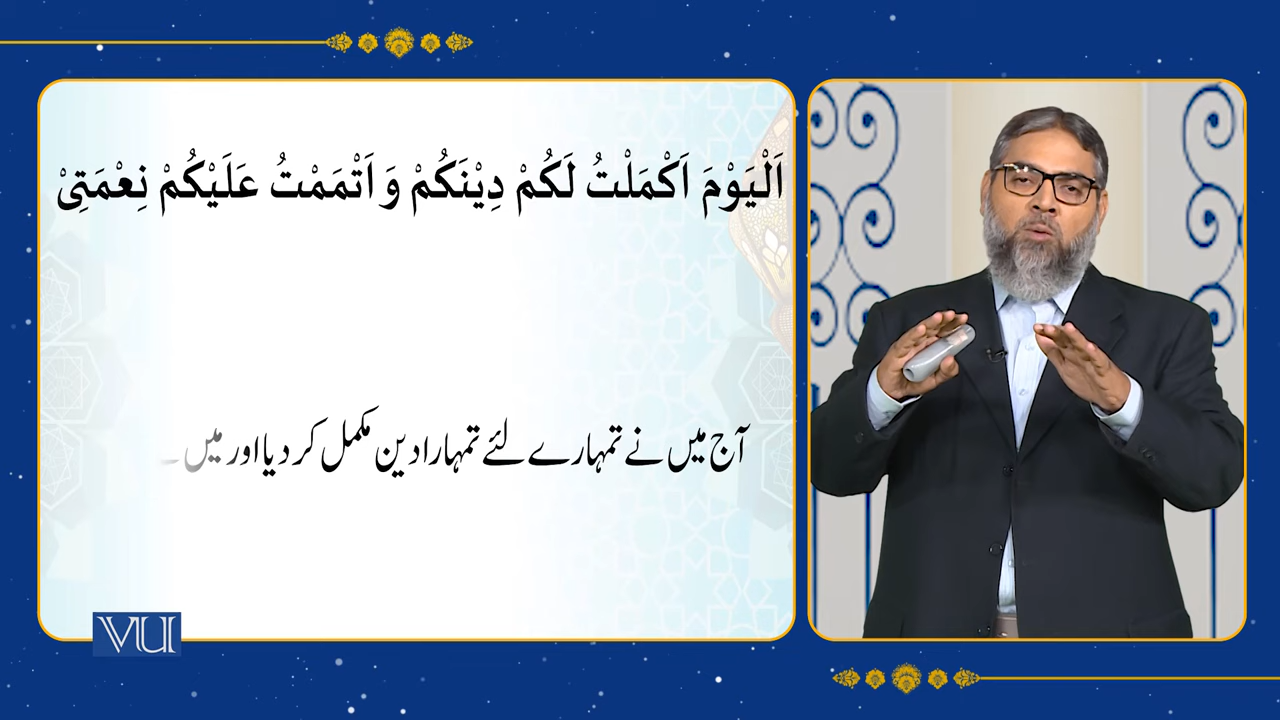 اَلْيَوْمَ اَكْمَلْتُ لَكُمْ دِيْنَكُمْ وَ اَتْمَمْتُ عَلَيْكُمْ نِعْمَتِیْ
آج میں نے تمہارے لئے تمہارا دین مکمل کر دیا اور میں
VU